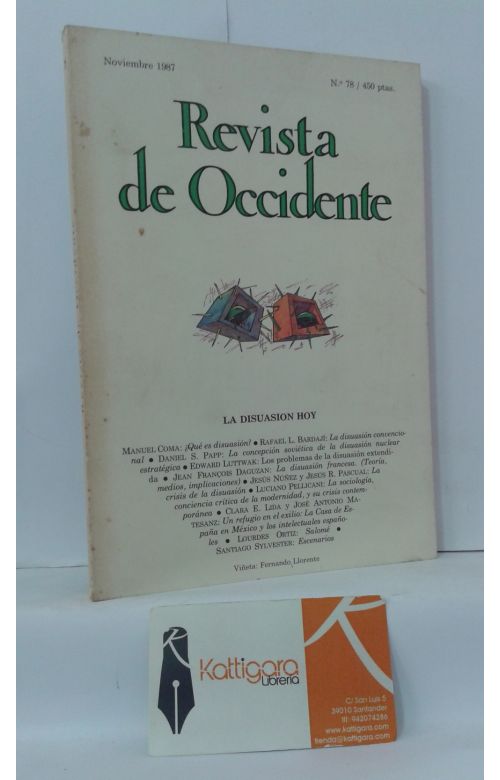 Noviembre 1987
N.º 78 / 450 ptas.
Revista
de Occidente
LA DISUASION HOY
MANUEL COMA: ¿Qué es disuasión? ● RAFAEL L. BARDAJÍ: La disuasión convencio-
nal ● DANIEL S. PAPP: La concepción soviética de la disuasión nuclear
estratégica ● EDWARD LUTTWAK: Los problemas de la disuasión extendi-
da ● JEAN FRANÇOIS DAGUZAN: La disuasión francesa. (Teoría,
medios, implicaciones) ● JESÚS NÚÑEZ y JESÚS R. PASCUAL: La
crisis de la disuasión ● LUCIANO PELLICANI: La sociología,
conciencia crítica de la modernidad, y su crisis contem-
poránea ● CLARA E. LIDA y JOSÉ ANTONIO MA-
TESANZ: Un refugio en el exilio: La Casa de Es-
paña en México y los intelectuales españo-
les ● LOURDES ORTIZ: Salomé ●
SANTIAGO SYLVESTER: Escenarios
Viñeta: Fernando Llorente
Kattigara
Librería
C/ San Luis 5
39010 Santander
tlf: 942074286
www.kattigara.com
tienda@kattigara.com